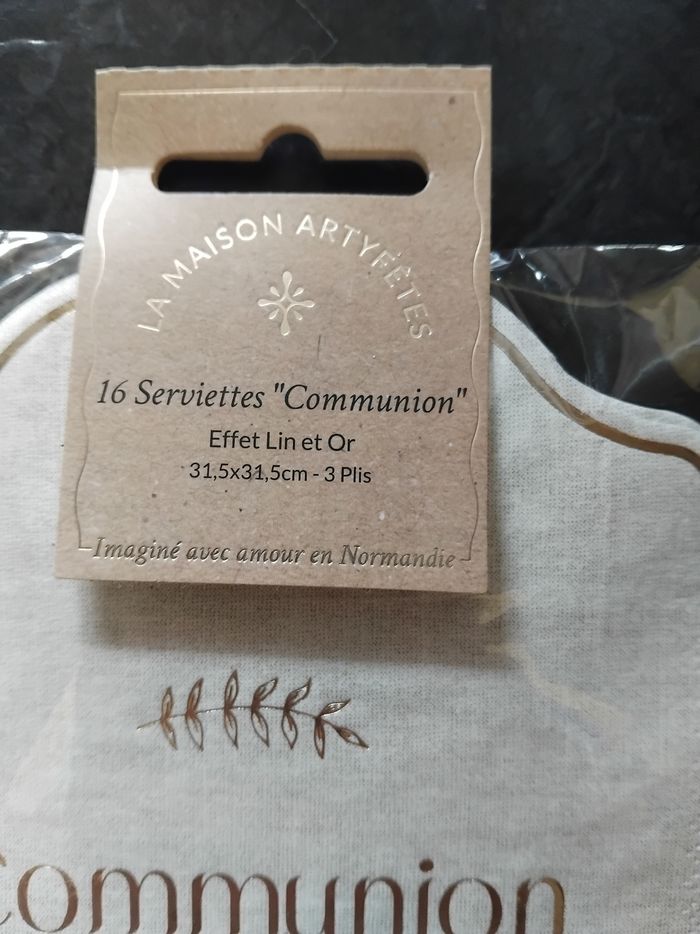 LA MAISON ARTYFÊTES
16 Serviettes "Communion"
Effet Lin et Or
31,5x31,5cm - 3 Plis
Imaginé avec amour en Normandie
Communion